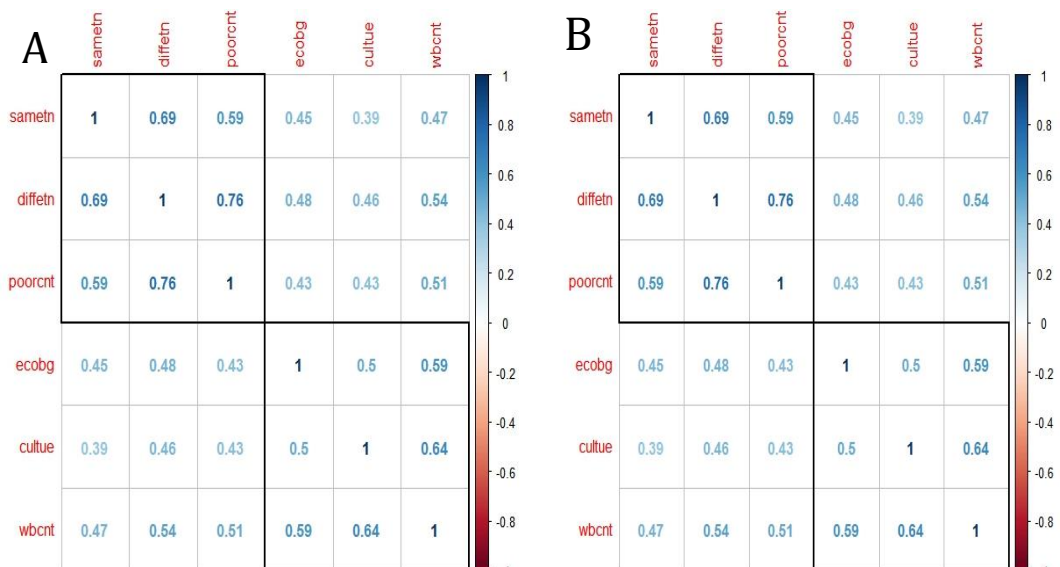 A
sametn diffetn poorcnt ecobg cultue wbcnt
sametn 1 0.69 0.59 0.45 0.39 0.47
diffetn 0.69 1 0.76 0.48 0.46 0.54
poorcnt 0.59 0.76 1 0.43 0.43 0.51
ecobg 0.45 0.48 0.43 1 0.5 0.59
cultue 0.39 0.46 0.43 0.5 1 0.64
wbcnt 0.47 0.54 0.51 0.59 0.64 1
1
0.8
0.6
0.4
0.2
0
-0.2
-0.4
-0.6
-0.8
B
sametn diffetn poorcnt ecobg cultue wbcnt
sametn 1 0.69 0.59 0.45 0.39 0.47
diffetn 0.69 1 0.76 0.48 0.46 0.54
poorcnt 0.59 0.76 1 0.43 0.43 0.51
ecobg 0.45 0.48 0.43 1 0.5 0.59
cultue 0.39 0.46 0.43 0.5 1 0.64
wbcnt 0.47 0.54 0.51 0.59 0.64 1
1
0.8
0.6
0.4
0.2
0
-0.2
-0.4
-0.6
-0.8